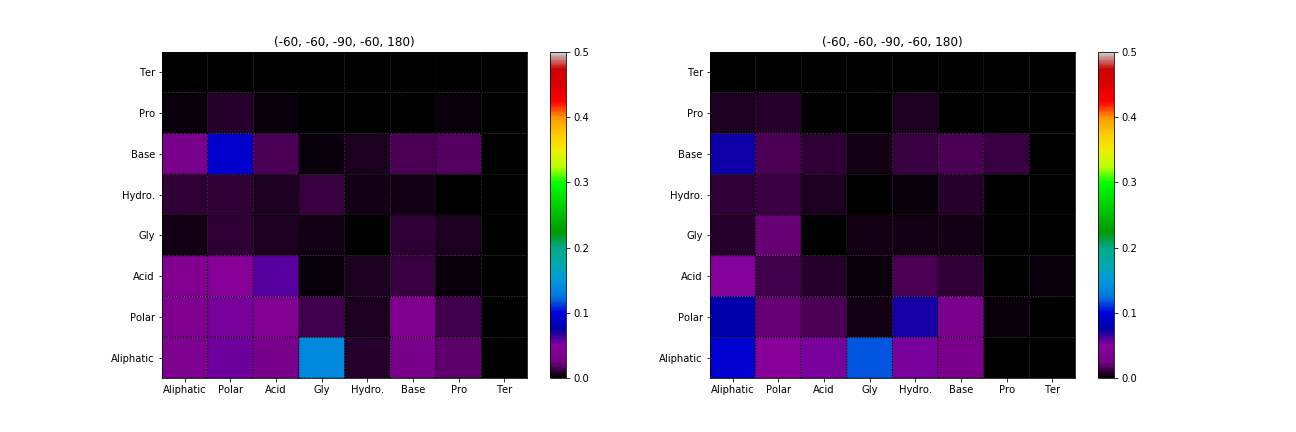 (-60, -60, -90, -60, 180)
Ter
Pro
Base
Hydro.
Gly
Acid
Polar
Aliphatic
Aliphatic Polar Acid Gly Hydro. Base Pro Ter
0.5
0.4
0.3
0.2
0.1
0.0
(-60, -60, -90, -60, 180)
Ter
Pro
Base
Hydro.
Gly
Acid
Polar
Aliphatic
Aliphatic Polar Acid Gly Hydro. Base Pro Ter
0.5
0.4
0.3
0.2
0.1
0.0